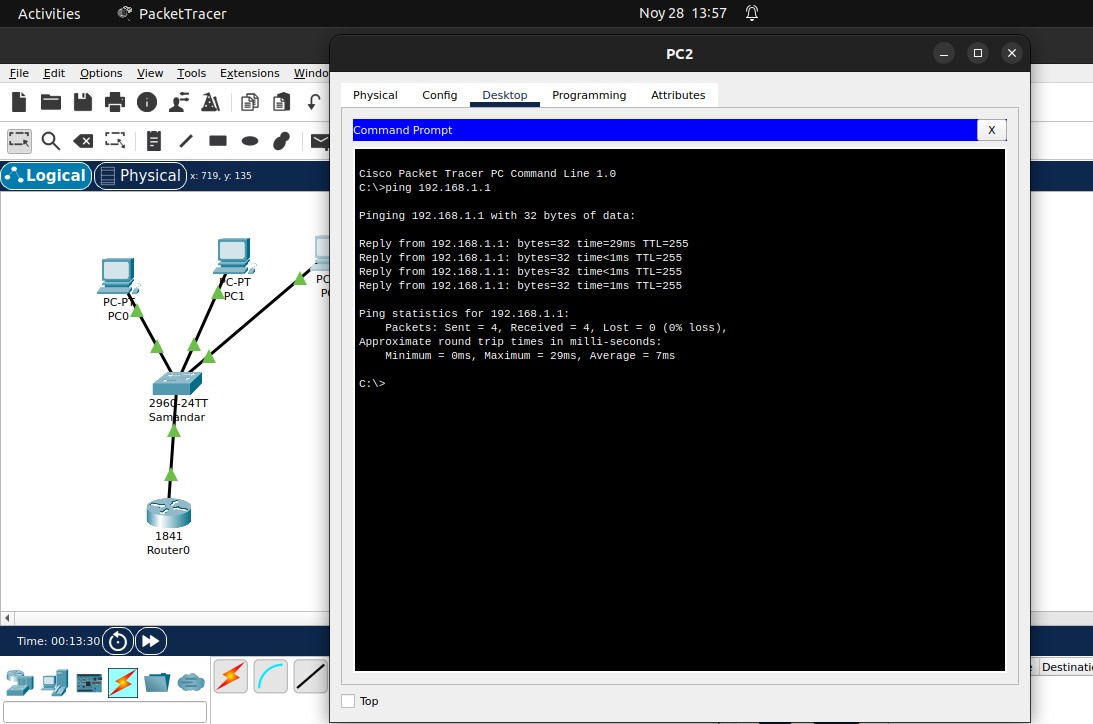 Activities
PacketTracer
Noy 28 13:57
PC2
File Edit Options View Tools Extensions Windo
Physical Config Desktop Programming Attributes
Command Prompt
X
Logical
Physical
x: 719, y: 135
Cisco Packet Tracer PC Command Line 1.0
C:\>ping 192.168.1.1
Pinging 192.168.1.1 with 32 bytes of data:
Reply from 192.168.1.1: bytes=32 time=29ms TTL=255
Reply from 192.168.1.1: bytes=32 time<1ms TTL=255
Reply from 192.168.1.1: bytes=32 time<1ms TTL=255
Reply from 192.168.1.1: bytes=32 time=1ms TTL=255
Ping statistics for 192.168.1.1:
Packets: Sent = 4, Received = 4, Lost = 0 (0% loss),
Approximate round trip times in milli-seconds:
Minimum = 0ms, Maximum = 29ms, Average = 7ms
C:\>
PC-PT
PC0
PC-PT
PC1
PC
2960-24TT
Samandar
1841
Router0
Time: 00:13:30
Top
Destinati